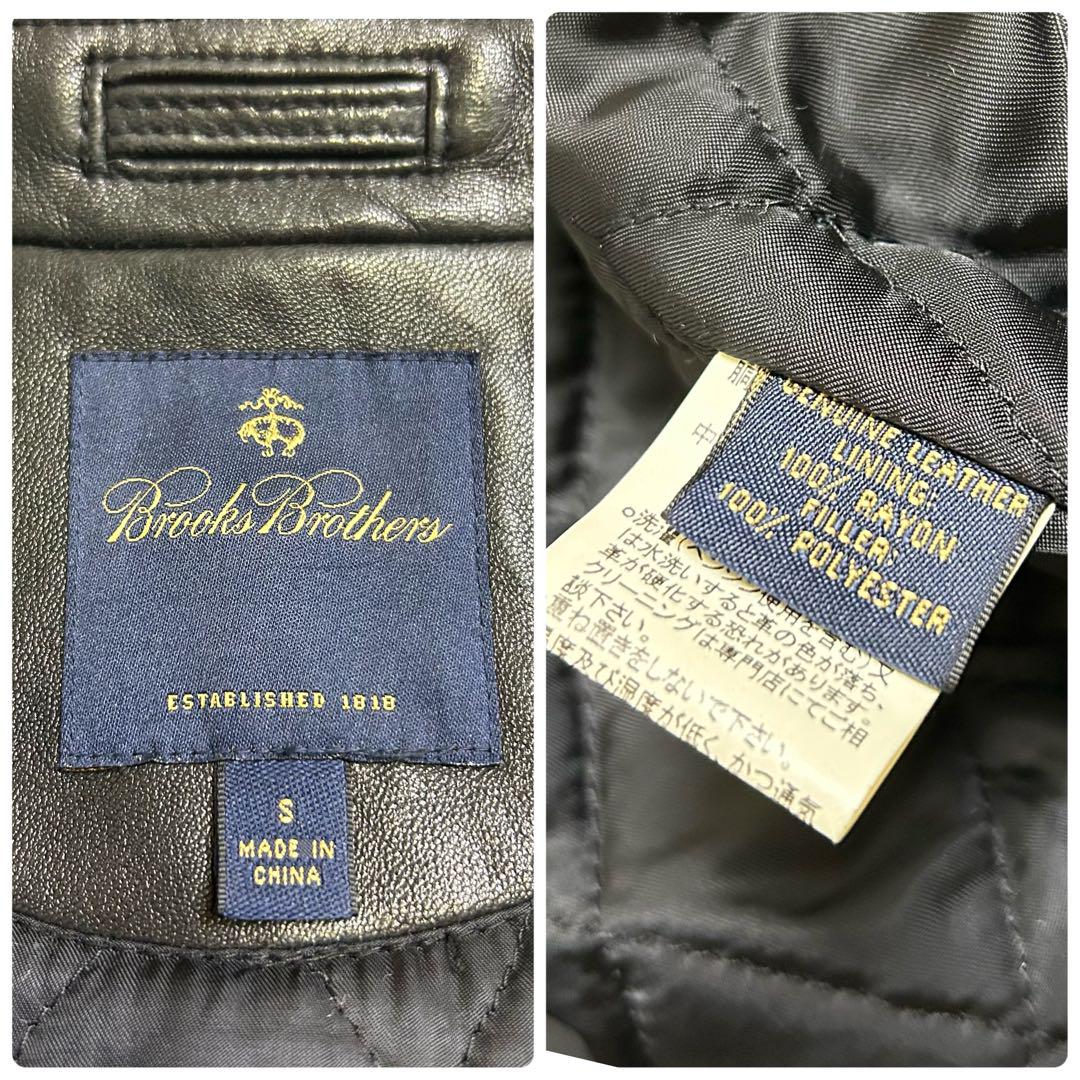 Brooks Brothers
ESTABLISHED 1818
S
MADE IN
CHINA
GENUINE LEATHER
LINING:
100% RAYON
FILLER:
100% POLYESTER
中
は水洗いすると革の色が落ち、
革が硬化する恐れがあります。
クリーニングは専門店にてご相
談下さい。
重ね置きをしないで下さい。
度及び湿度が低く、かつ通気